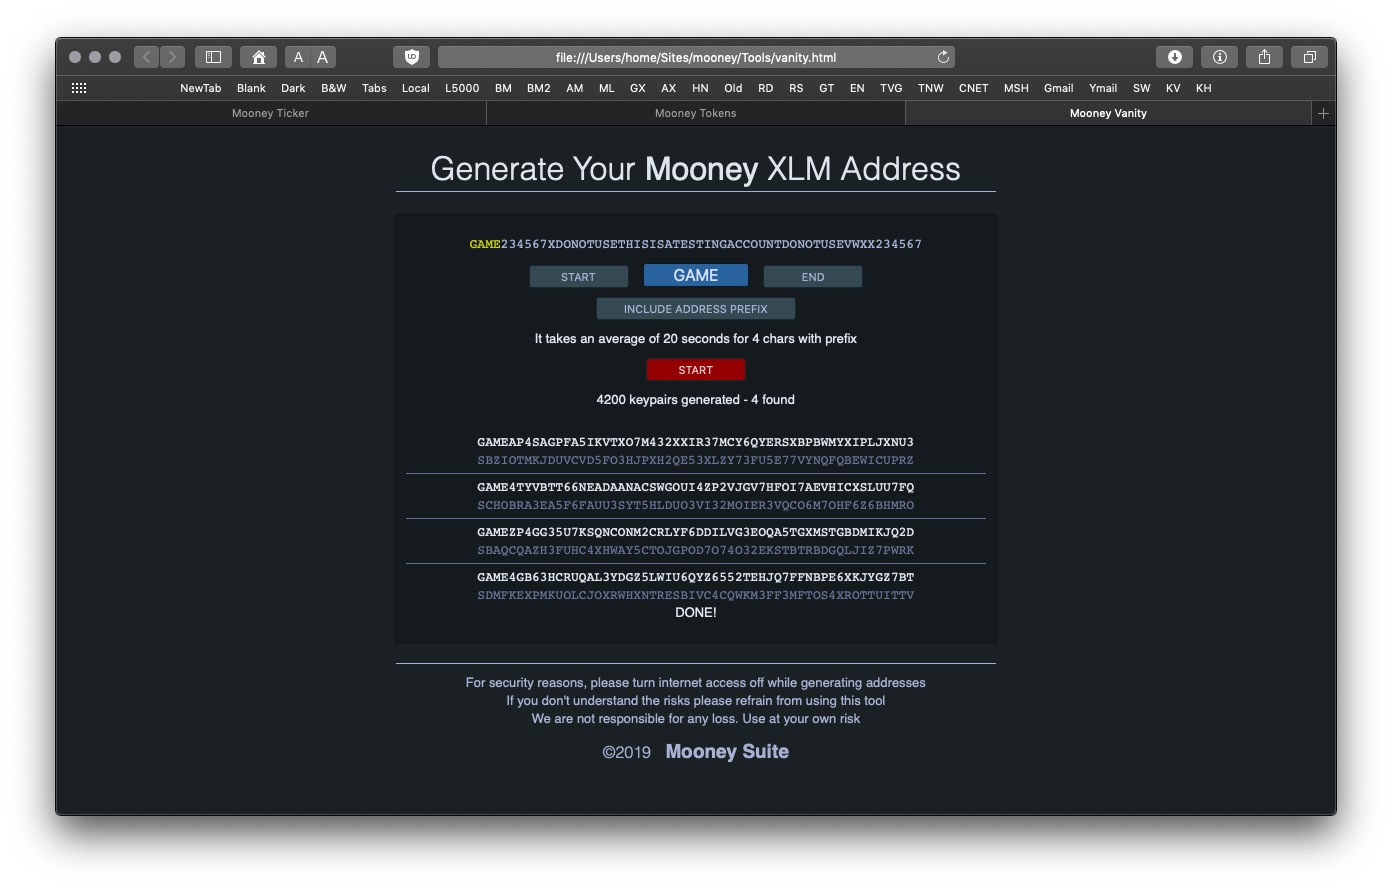 file:///Users/home/Sites/mooney/Tools/vanity.html
NewTab Blank Dark B&W Tabs Local L5000 BM BM2 AM ML GX AX HN Old RD RS GT EN TVG TNW CNET MSH Gmail Ymail SW KV KH
Mooney Ticker Mooney Tokens Mooney Vanity
Generate Your Mooney XLM Address
GAME234567XDONOTUSETHISISATESTINGACCOUNTDONOTUSEVWXX234567
START GAME END
INCLUDE ADDRESS PREFIX
It takes an average of 20 seconds for 4 chars with prefix
START
4200 keypairs generated - 4 found
GAMEAP4SAGPFA5IKVTXO7M432XXIR37MCY6QYERSXBPBWMYXIPLJXNU3
SBZIOTMKJDUVCVD5FO3HJPXH2QE53XLZY73FU5E77VYNQFQBEWICUPRZ
GAME4TYVBTT66NEADAANACSWGOUI4ZP2VJGV7HFOI7AEVHICXSLUU7FQ
SCHOBRA3EA5F6FAUU3SYT5HLDUO3VI32MOIER3VQCO6M7OHF6Z6BHMRO
GAMEZP4GG35U7KSQNCONM2CRLYF6DDILVG3EOQA5TGXMSTGBDMIKJQ2D
SBAQCQAZH3FUHC4XHWAY5CTOJGPOD7O74O32EKSTBTRBDGQLJIZ7PWRK
GAME4GB63HCRUQAL3YDGZ5LWIU6QYZ6552TEHJQ7FFNBPE6XKJYGZ7BT
SDMFKEXPMKUOLCJOXRWHXNTRESBIVC4CQWKM3FF3MFTOS4XROTTUITTV
DONE!
For security reasons, please turn internet access off while generating addresses
If you don't understand the risks please refrain from using this tool
We are not responsible for any loss. Use at your own risk
©2019 Mooney Suite